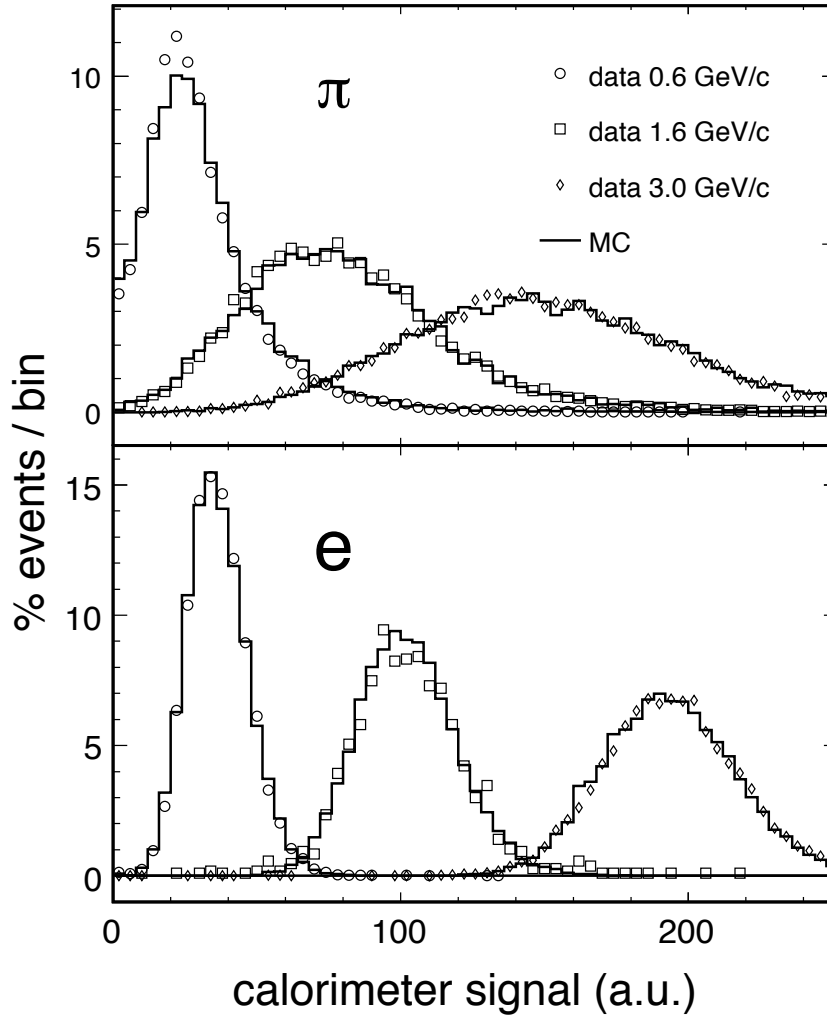 10
5
0
π
data 0.6 GeV/c
data 1.6 GeV/c
data 3.0 GeV/c
MC
% events / bin
15
10
5
0
e
0 100 200
calorimeter signal (a.u.)